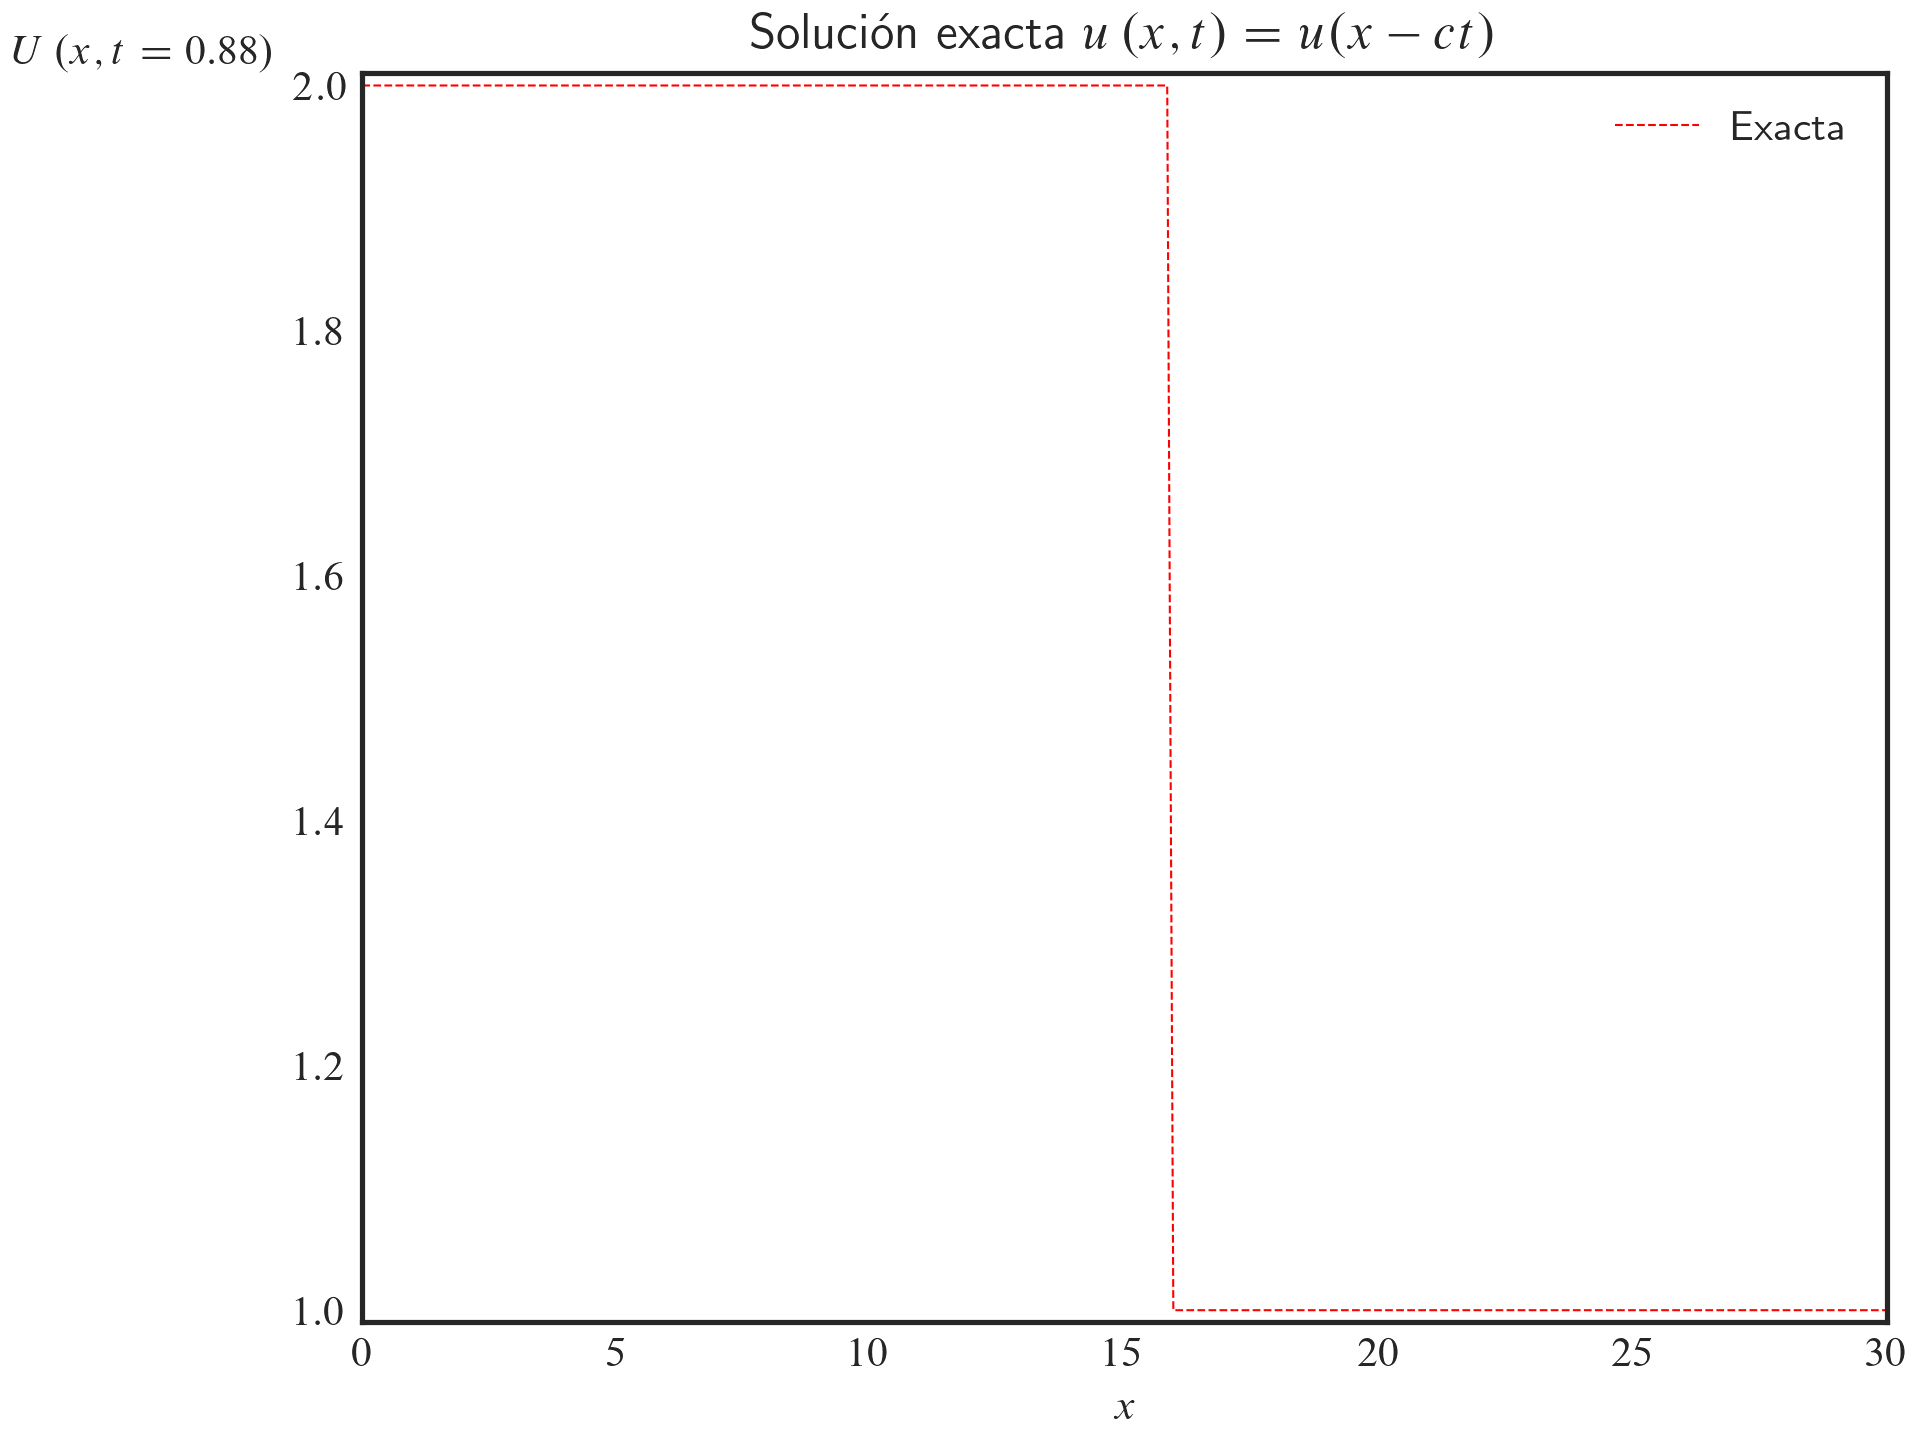 Solución exacta u (x, t) = u(x − ct)
U (x, t = 0.88)
Exacta
2.0
1.8
1.6
1.4
1.2
1.0
0 5 10 15 20 25 30
x